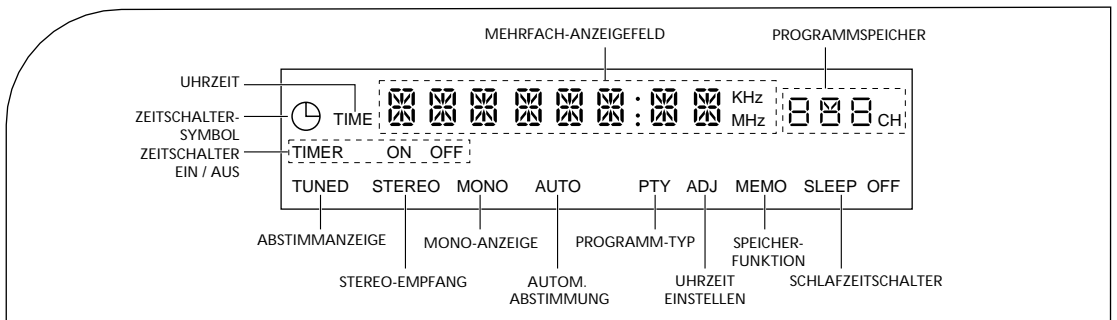 MEHRFACH-ANZEIGEFELD
PROGRAMMSPEICHER
UHRZEIT
KHz
ZEITSCHALTER-
SYMBOL
TIME
MHz
CH
ZEITSCHALTER
EIN / AUS
TIMER ON OFF
TUNED STEREO MONO AUTO PTY ADJ MEMO SLEEP OFF
ABSTIMMANZEIGE
MONO-ANZEIGE
PROGRAMM-TYP
SPEICHER-
FUNKTION
STEREO-EMPFANG
AUTOM.
ABSTIMMUNG
UHRZEIT
EINSTELLEN
SCHLAFZEITSCHALTER